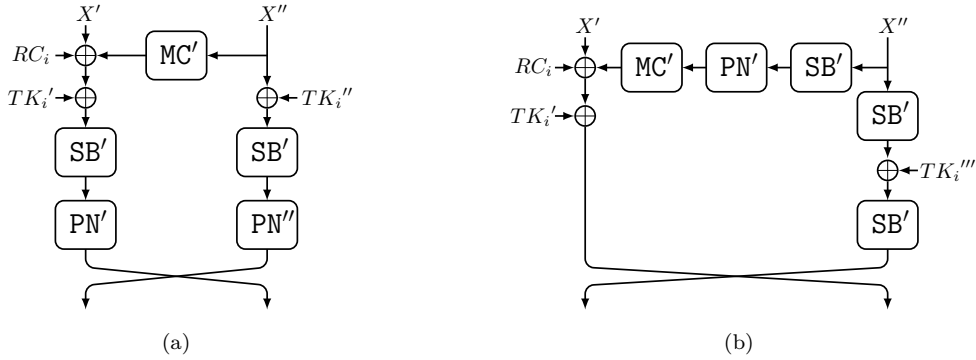 X′ X″
RC_i MC′
TK_i′ TK_i″
SB′ SB′
PN′ PN″
(a)
X′ X″
RC_i MC′ PN′ SB′
TK_i′ SB′
TK_i‴
SB′
(b)